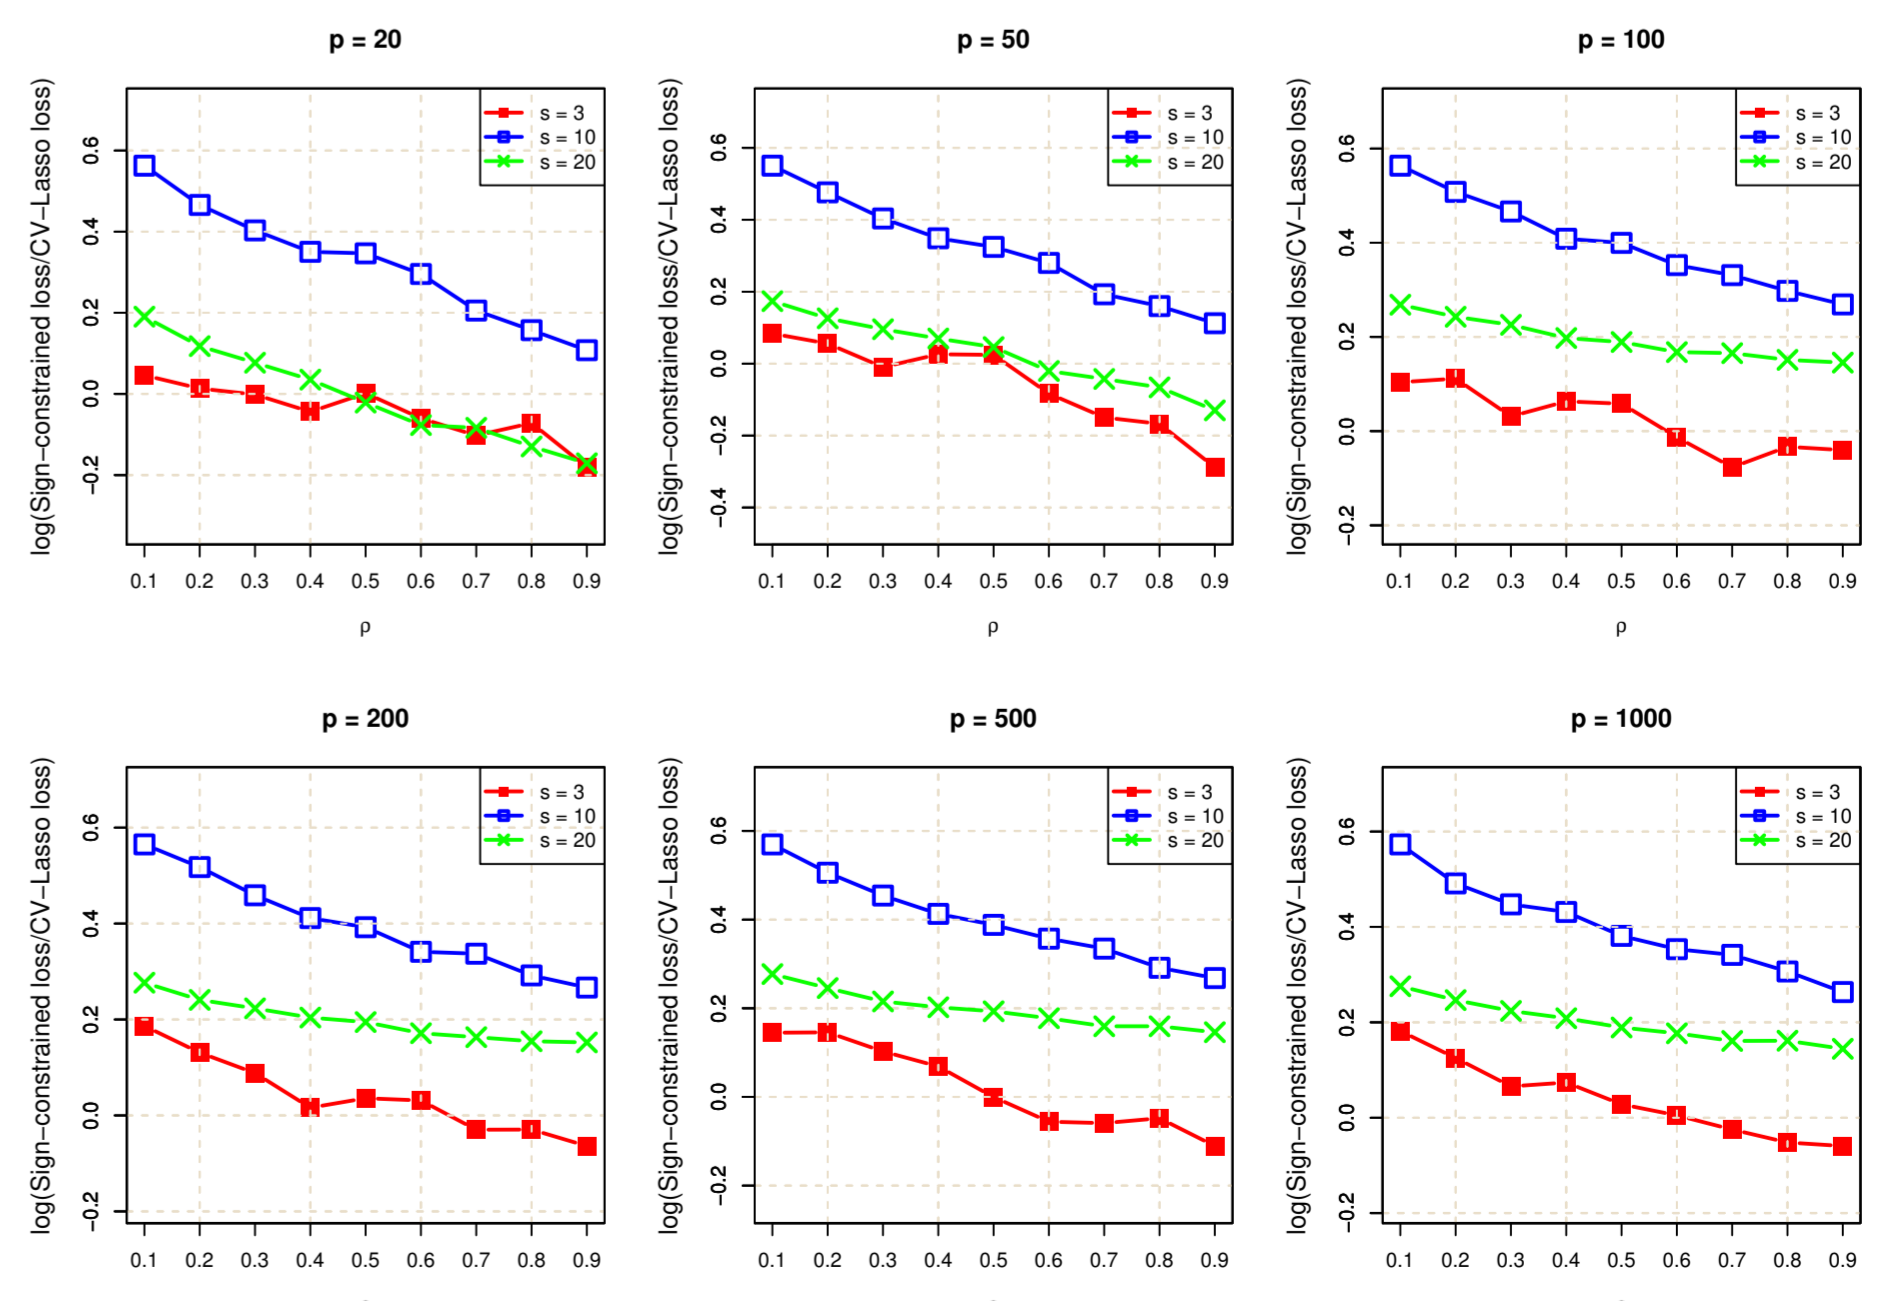 p = 20
log(Sign−constrained loss/CV−Lasso loss)
0.6
0.4
0.2
0.0
−0.2
s = 3
s = 10
s = 20
0.1 0.2 0.3 0.4 0.5 0.6 0.7 0.8 0.9
ρ
p = 50
log(Sign−constrained loss/CV−Lasso loss)
0.6
0.4
0.2
0.0
−0.2
−0.4
s = 3
s = 10
s = 20
0.1 0.2 0.3 0.4 0.5 0.6 0.7 0.8 0.9
ρ
p = 100
log(Sign−constrained loss/CV−Lasso loss)
0.6
0.4
0.2
0.0
−0.2
s = 3
s = 10
s = 20
0.1 0.2 0.3 0.4 0.5 0.6 0.7 0.8 0.9
ρ
p = 200
log(Sign−constrained loss/CV−Lasso loss)
0.6
0.4
0.2
0.0
−0.2
s = 3
s = 10
s = 20
0.1 0.2 0.3 0.4 0.5 0.6 0.7 0.8 0.9
p = 500
log(Sign−constrained loss/CV−Lasso loss)
0.6
0.4
0.2
0.0
−0.2
s = 3
s = 10
s = 20
0.1 0.2 0.3 0.4 0.5 0.6 0.7 0.8 0.9
p = 1000
log(Sign−constrained loss/CV−Lasso loss)
0.6
0.4
0.2
0.0
−0.2
s = 3
s = 10
s = 20
0.1 0.2 0.3 0.4 0.5 0.6 0.7 0.8 0.9